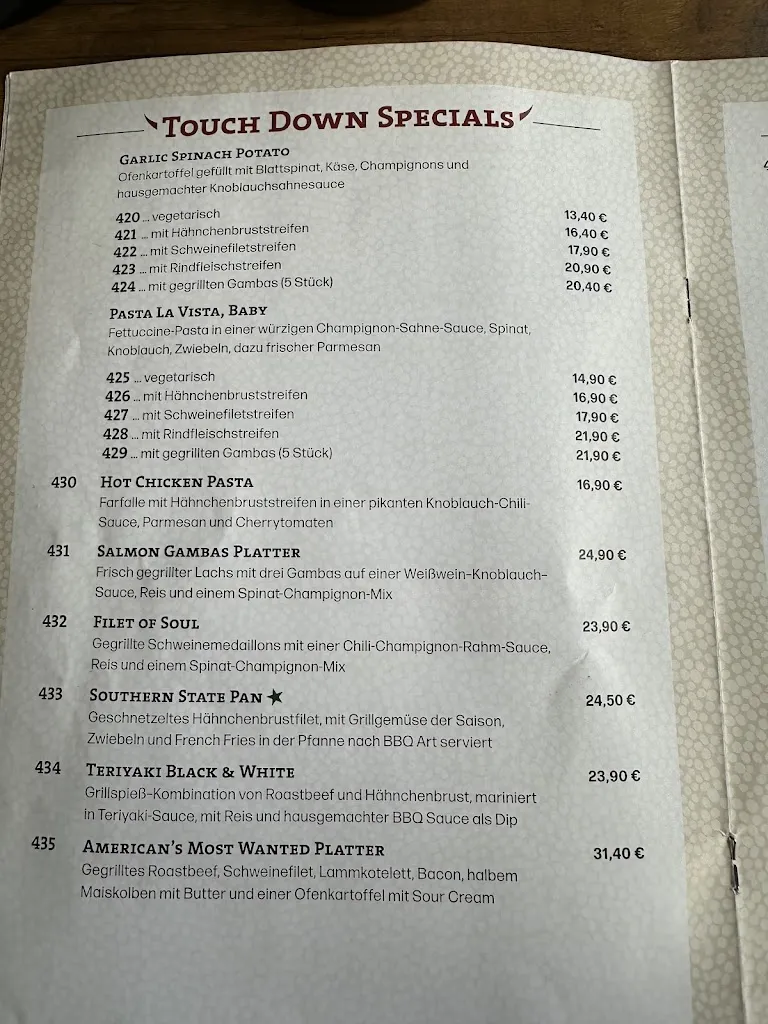 Touch Down Specials
Garlic Spinach Potato
Ofenkartoffel gefüllt mit Blattspinat, Käse, Champignons und
hausgemachter Knoblauchsahnesauce
420 ... vegetarisch 13,40 €
421 ... mit Hähnchenbruststreifen 16,40 €
422 ... mit Schweinefiletstreifen 17,90 €
423 ... mit Rindfleischstreifen 20,90 €
424 ... mit gegrillten Gambas (5 Stück) 20,40 €
Pasta La Vista, Baby
Fettuccine-Pasta in einer würzigen Champignon-Sahne-Sauce, Spinat,
Knoblauch, Zwiebeln, dazu frischer Parmesan
425 ... vegetarisch 14,90 €
426 ... mit Hähnchenbruststreifen 16,90 €
427 ... mit Schweinefiletstreifen 17,90 €
428 ... mit Rindfleischstreifen 21,90 €
429 ... mit gegrillten Gambas (5 Stück) 21,90 €
430 Hot Chicken Pasta 16,90 €
Farfalle mit Hähnchenbruststreifen in einer pikanten Knoblauch-Chili-
Sauce, Parmesan und Cherrytomaten
431 Salmon Gambas Platter 24,90 €
Frisch gegrillter Lachs mit drei Gambas auf einer Weißwein-Knoblauch-
Sauce, Reis und einem Spinat-Champignon-Mix
432 Filet of Soul 23,90 €
Gegrillte Schweinemedaillons mit einer Chili-Champignon-Rahm-Sauce,
Reis und einem Spinat-Champignon-Mix
433 Southern State Pan ★ 24,50 €
Geschnetzeltes Hähnchenbrustfilet, mit Grillgemüse der Saison,
Zwiebeln und French Fries in der Pfanne nach BBQ Art serviert
434 Teriyaki Black & White 23,90 €
Grillspieß-Kombination von Roastbeef und Hähnchenbrust, mariniert
in Teriyaki-Sauce, mit Reis und hausgemachter BBQ Sauce als Dip
435 American's Most Wanted Platter 31,40 €
Gegrilltes Roastbeef, Schweinefilet, Lammkotelett, Bacon, halbem
Maiskolben mit Butter und einer Ofenkartoffel mit Sour Cream